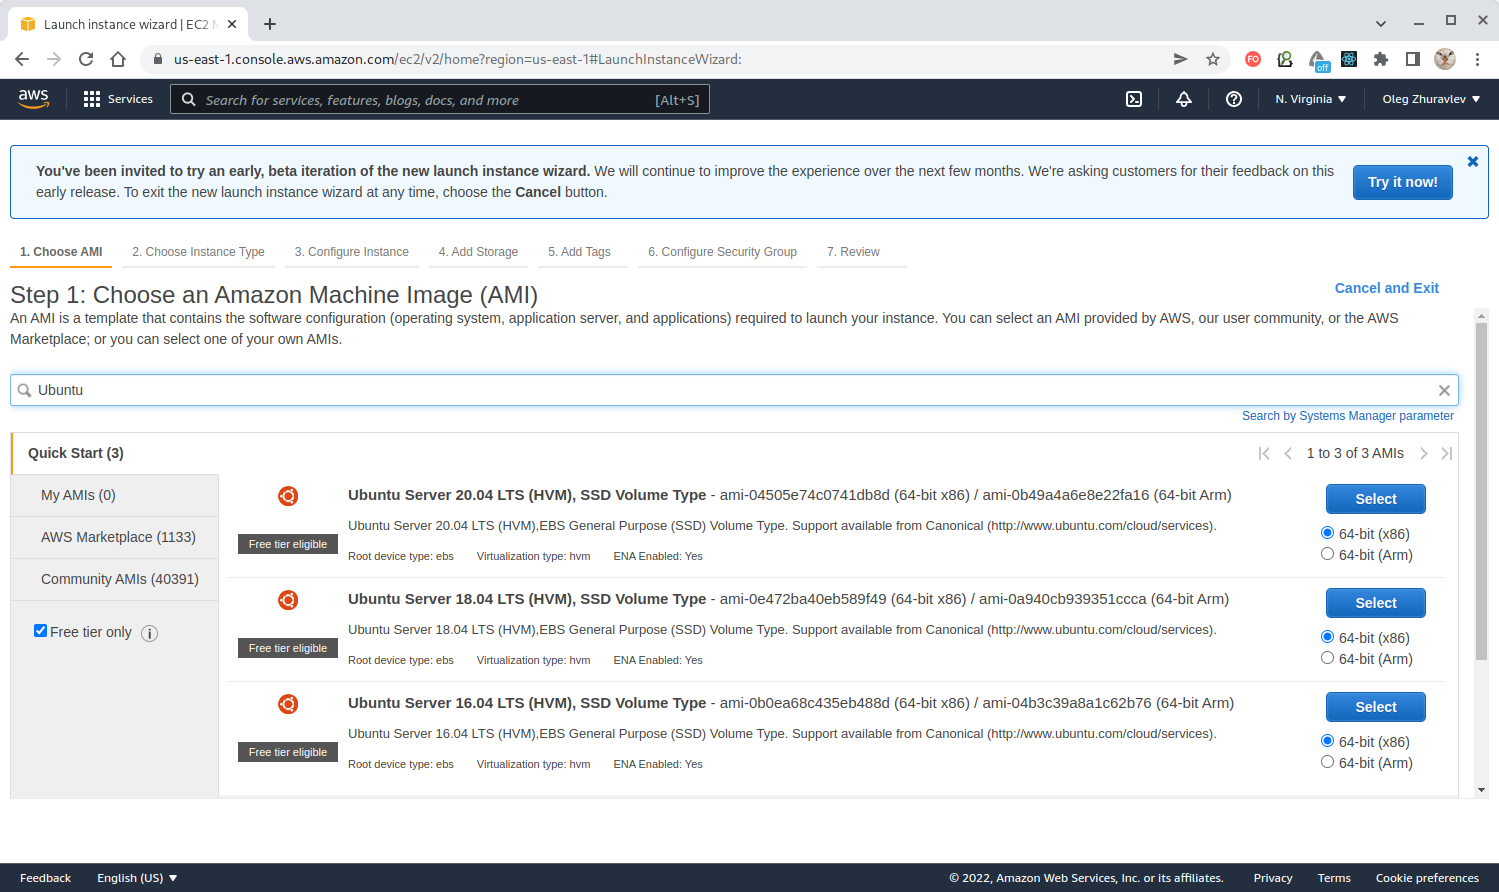 Launch instance wizard | EC2
us-east-1.console.aws.amazon.com/ec2/v2/home?region=us-east-1#LaunchInstanceWizard:
FO
off
aws
Services
Search for services, features, blogs, docs, and more
[Alt+S]
N. Virginia
Oleg Zhuravlev
You've been invited to try an early, beta iteration of the new launch instance wizard. We will continue to improve the experience over the next few months. We're asking customers for their feedback on this
early release. To exit the new launch instance wizard at any time, choose the Cancel button.
Try it now!
1. Choose AMI
2. Choose Instance Type
3. Configure Instance
4. Add Storage
5. Add Tags
6. Configure Security Group
7. Review
Step 1: Choose an Amazon Machine Image (AMI)
Cancel and Exit
An AMI is a template that contains the software configuration (operating system, application server, and applications) required to launch your instance. You can select an AMI provided by AWS, our user community, or the AWS
Marketplace; or you can select one of your own AMIs.
Ubuntu
Search by Systems Manager parameter
Quick Start (3)
1 to 3 of 3 AMIs
My AMIs (0)
AWS Marketplace (1133)
Community AMIs (40391)
Free tier only
Ubuntu Server 20.04 LTS (HVM), SSD Volume Type - ami-04505e74c0741db8d (64-bit x86) / ami-0b49a4a6e8e22fa16 (64-bit Arm)
Select
Ubuntu Server 20.04 LTS (HVM),EBS General Purpose (SSD) Volume Type. Support available from Canonical (http://www.ubuntu.com/cloud/services).
64-bit (x86)
Free tier eligible
Root device type: ebs
Virtualization type: hvm
ENA Enabled: Yes
64-bit (Arm)
Ubuntu Server 18.04 LTS (HVM), SSD Volume Type - ami-0e472ba40eb589f49 (64-bit x86) / ami-0a940cb939351ccca (64-bit Arm)
Select
Ubuntu Server 18.04 LTS (HVM),EBS General Purpose (SSD) Volume Type. Support available from Canonical (http://www.ubuntu.com/cloud/services).
64-bit (x86)
Free tier eligible
Root device type: ebs
Virtualization type: hvm
ENA Enabled: Yes
64-bit (Arm)
Ubuntu Server 16.04 LTS (HVM), SSD Volume Type - ami-0b0ea68c435eb488d (64-bit x86) / ami-04b3c39a8a1c62b76 (64-bit Arm)
Select
Ubuntu Server 16.04 LTS (HVM),EBS General Purpose (SSD) Volume Type. Support available from Canonical (http://www.ubuntu.com/cloud/services).
64-bit (x86)
Free tier eligible
Root device type: ebs
Virtualization type: hvm
ENA Enabled: Yes
64-bit (Arm)
Feedback
English (US)
© 2022, Amazon Web Services, Inc. or its affiliates.
Privacy
Terms
Cookie preferences